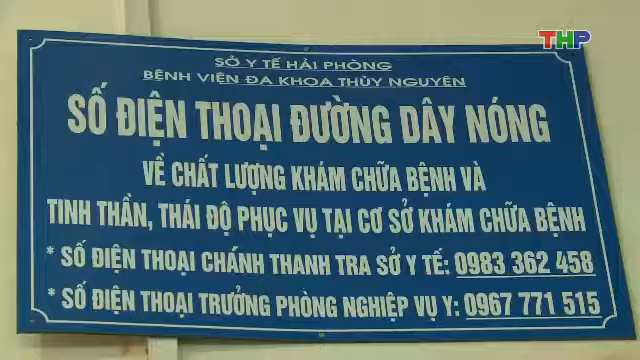 THP
SỞ Y TẾ HẢI PHÒNG
BỆNH VIỆN ĐA KHOA THỦY NGUYÊN
SỐ ĐIỆN THOẠI ĐƯỜNG DÂY NÓNG
VỀ CHẤT LƯỢNG KHÁM CHỮA BỆNH VÀ
TINH THẦN, THÁI ĐỘ PHỤC VỤ TẠI CƠ SỞ KHÁM CHỮA BỆNH
* SỐ ĐIỆN THOẠI CHÁNH THANH TRA SỞ Y TẾ: 0983 362 458
* SỐ ĐIỆN THOẠI TRƯỞNG PHÒNG NGHIỆP VỤ Y: 0967 771 515